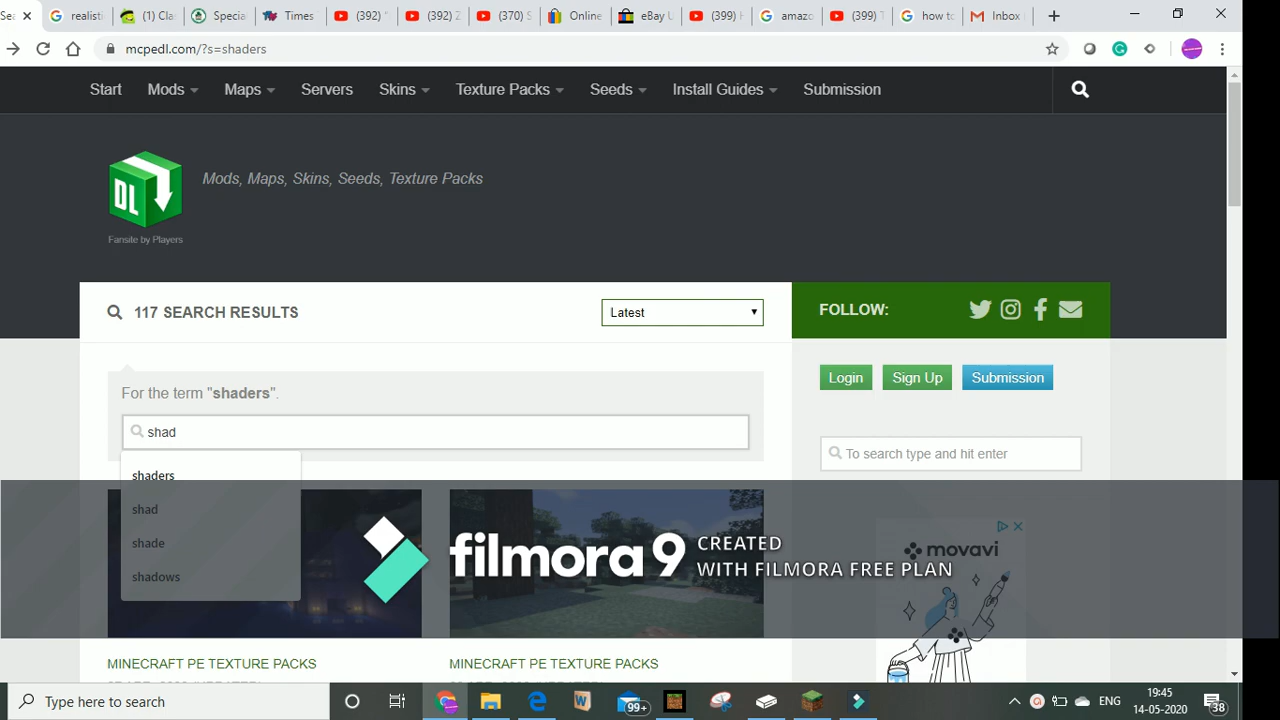 Se
realisti
(1) Cla
Specia
Times
(392) "
(392) Z
(370) S
Online
eBay U
(399) H
amazo
(399) T
how to
Inbox (
mcpedl.com/?s=shaders
Start Mods Maps Servers Skins Texture Packs Seeds Install Guides Submission
DL
Mods, Maps, Skins, Seeds, Texture Packs
Fansite by Players
117 SEARCH RESULTS
Latest
FOLLOW:
For the term "shaders".
Login Sign Up Submission
shad
To search type and hit enter
shaders
shad
shade
shadows
filmora 9 CREATED
WITH FILMORA FREE PLAN
movavi
MINECRAFT PE TEXTURE PACKS
MINECRAFT PE TEXTURE PACKS
Type here to search
99+
ENG
19:45
14-05-2020
38